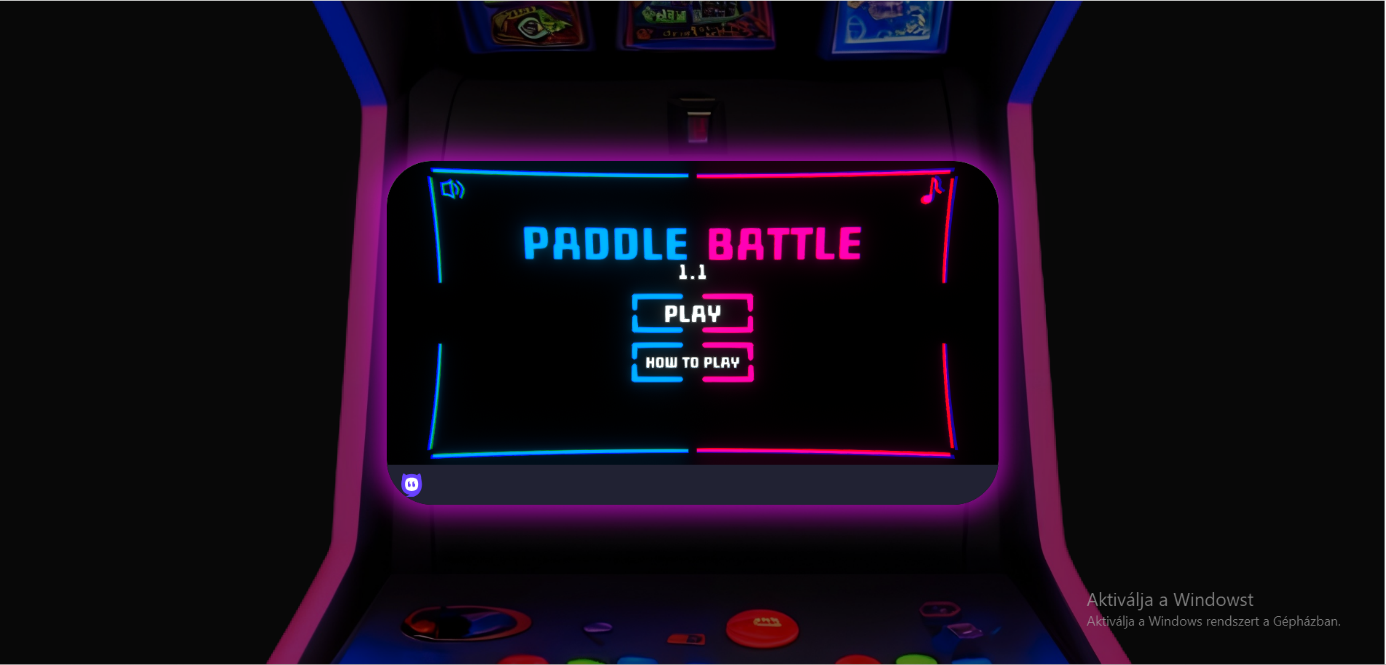 PADDLE BATTLE
1.1
PLAY
HOW TO PLAY
Aktiválja a Windowst
Aktiválja a Windows rendszert a Gépházban.